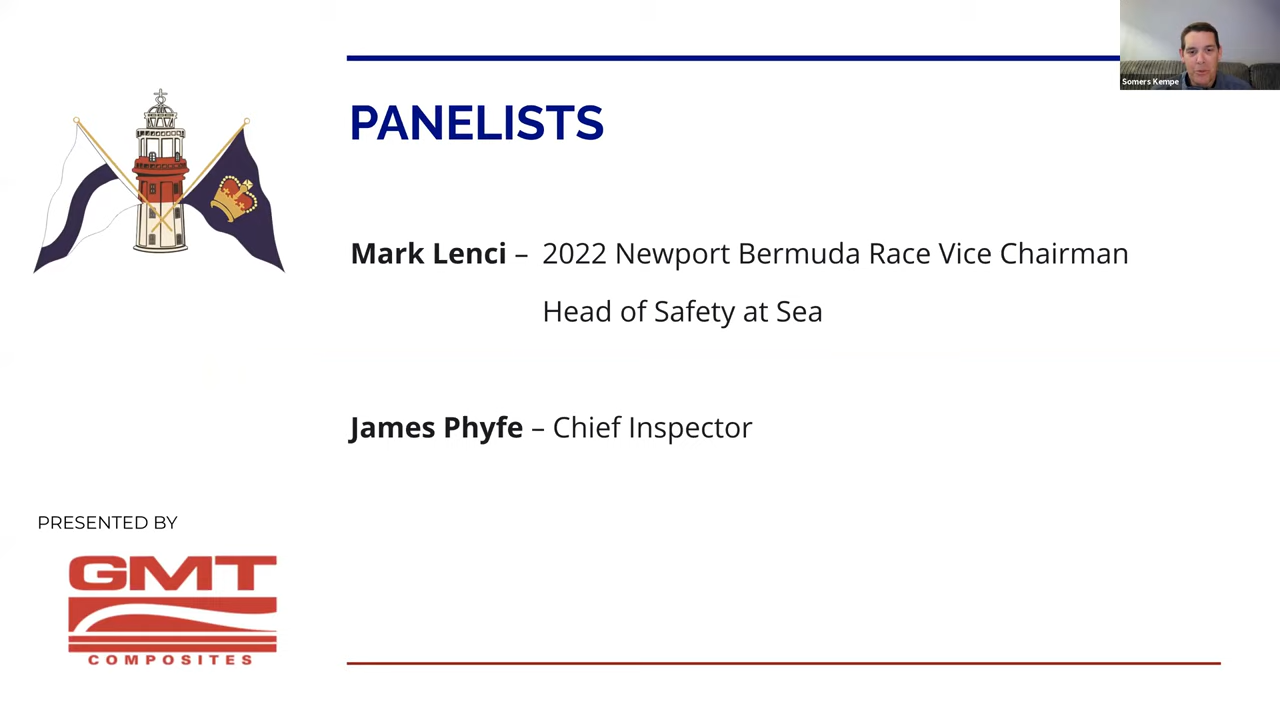 Somers Kempe
PANELISTS
Mark Lenci – 2022 Newport Bermuda Race Vice Chairman
Head of Safety at Sea
James Phyfe – Chief Inspector
PRESENTED BY
GMT
COMPOSITES